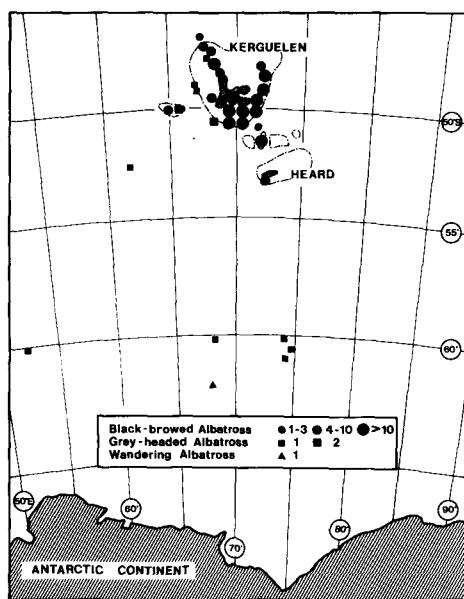 KERGUELEN
50°S
HEARD
55°
60°
Black-browed Albatross 1-3 4-10 >10
Grey-headed Albatross 1 2
Wandering Albatross 1
50°E
60°
90°
80°
70°
ANTARCTIC CONTINENT